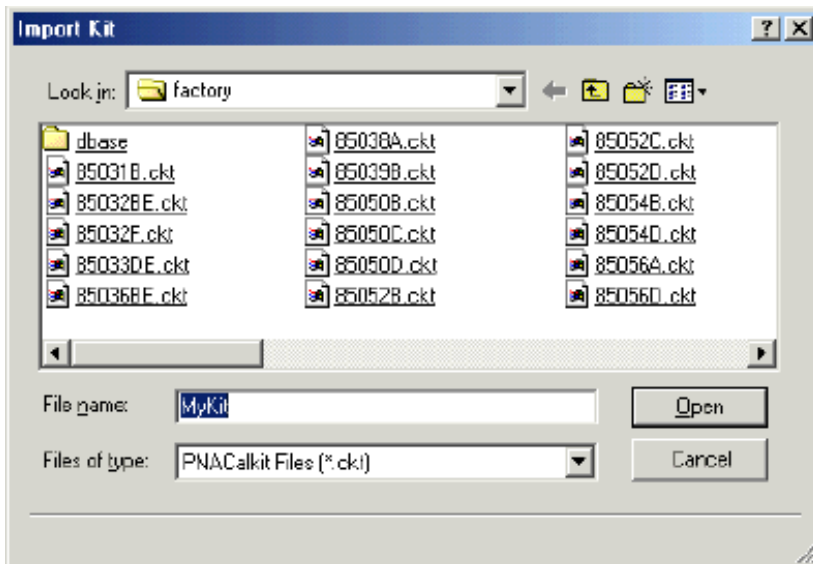 Import Kit
Look in: factory
dbase 85038A.ckt 85052C.ckt
85031B.ckt 85039B.ckt 85052D.ckt
85032BE.ckt 85050B.ckt 85054B.ckt
85032F.ckt 85050C.ckt 85054D.ckt
85033DE.ckt 85050D.ckt 85056A.ckt
85036BE.ckt 85052B.ckt 85056D.ckt
File name: MyKit Open
Files of type: PNACalkit Files (*.ckt) Cancel